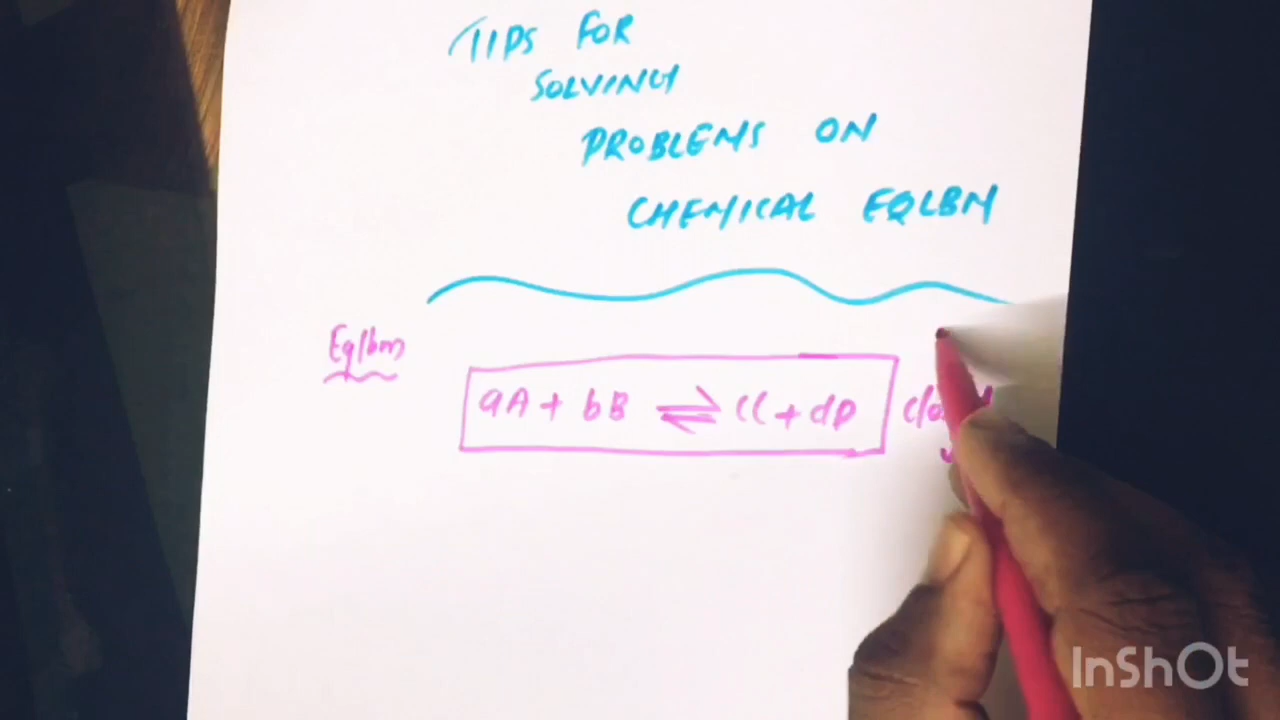 TIPS FOR
SOLVING
PROBLEMS ON
CHEMICAL EQLBM
Eqlbm
aA + bB ⇌ cC + dD
InShOt